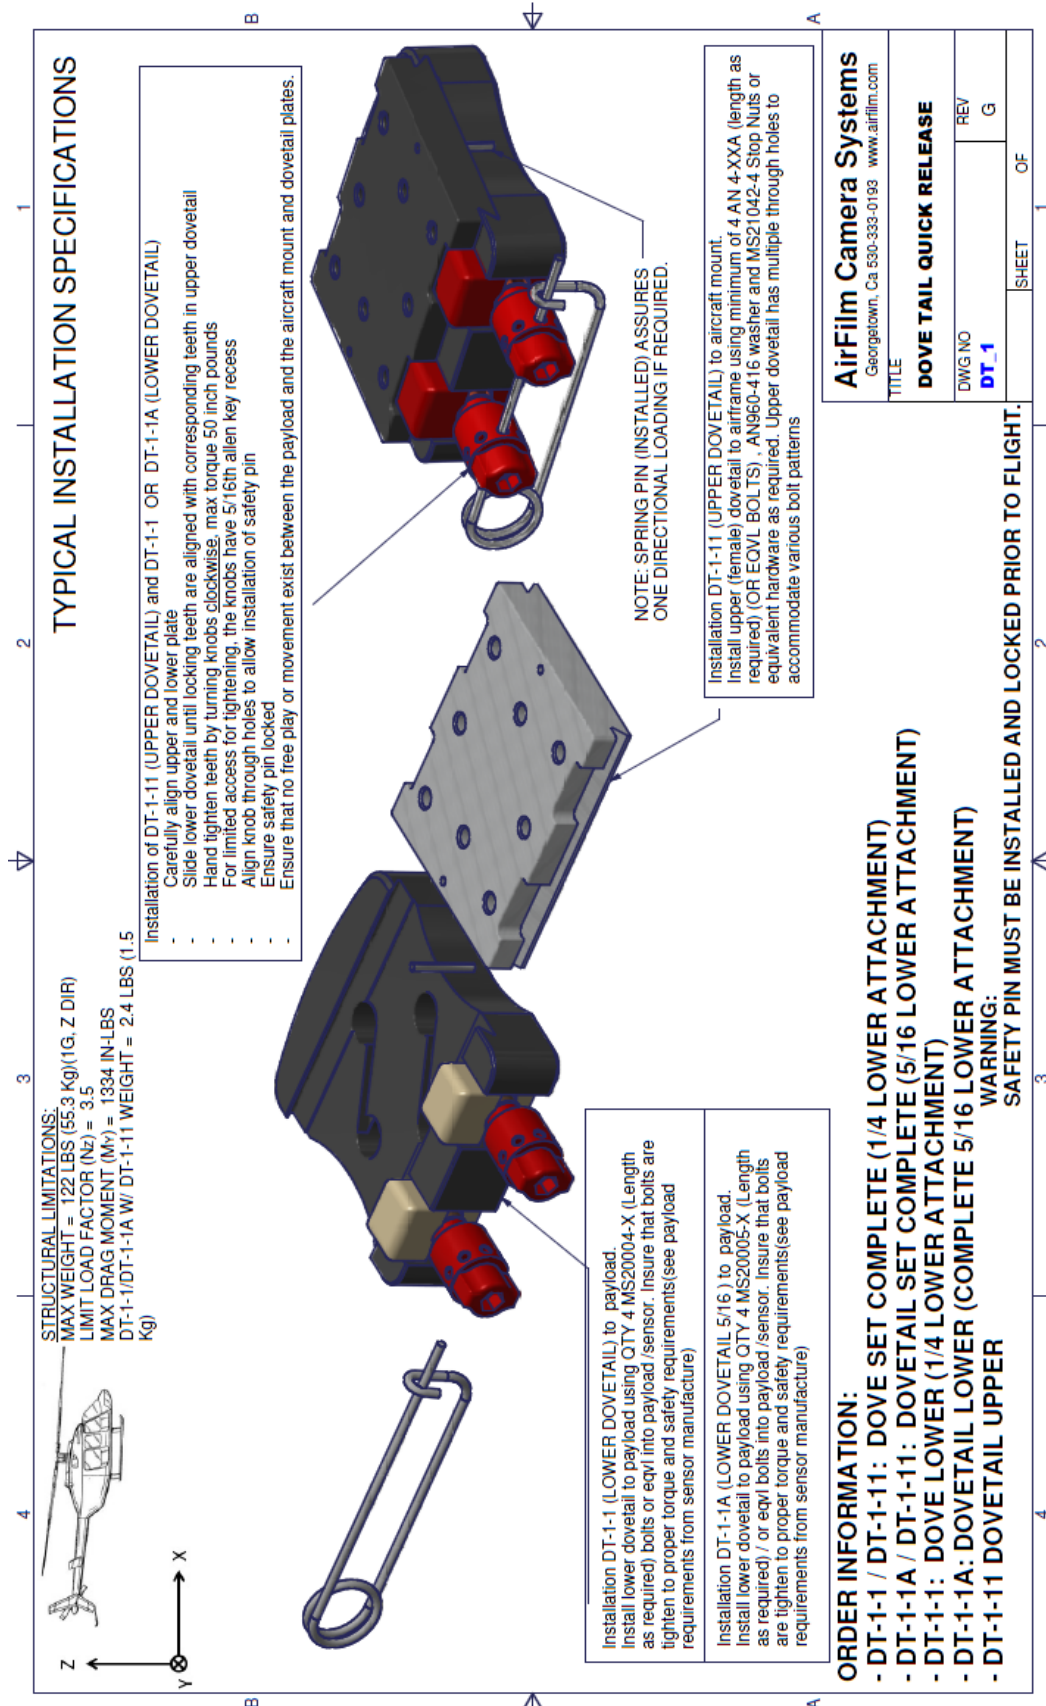 4
3
2
1
B
B
A
A
TYPICAL INSTALLATION SPECIFICATIONS
Z
X
Y
STRUCTURAL LIMITATIONS:
MAX WEIGHT = 122 LBS (55.3 Kg)(1G, Z DIR)
LIMIT LOAD FACTOR (Nz) = 3.5
MAX DRAG MOMENT (My) = 1334 IN-LBS
DT-1-1/DT-1-1A W/ DT-1-11 WEIGHT = 2.4 LBS (1.5
Kg)
Installation of DT-1-11 (UPPER DOVETAIL) and DT-1-1 OR DT-1-1A (LOWER DOVETAIL)
- Carefully align upper and lower plate
- Slide lower dovetail until locking teeth are aligned with corresponding teeth in upper dovetail
- Hand tighten teeth by turning knobs clockwise, max torque 50 inch pounds
- For limited access for tightening, the knobs have 5/16th allen key recess
- Align knob through holes to allow installation of safety pin
- Ensure safety pin locked
- Ensure that no free play or movement exist between the payload and the aircraft mount and dovetail plates.
NOTE: SPRING PIN (INSTALLED) ASSURES
ONE DIRECTIONAL LOADING IF REQUIRED.
Installation DT-1-1 (LOWER DOVETAIL) to payload.
Install lower dovetail to payload using QTY 4 MS20004-X (Length
as required) bolts or eqvl into payload /sensor. Insure that bolts are
tighten to proper torque and safety requirements(see payload
requirements from sensor manufacture)
Installation DT-1-1A (LOWER DOVETAIL 5/16 ) to payload.
Install lower dovetail to payload using QTY 4 MS20005-X (Length
as required) / or eqvl bolts into payload /sensor. Insure that bolts
are tighten to proper torque and safety requirements(see payload
requirements from sensor manufacture)
Installation DT-1-11 (UPPER DOVETAIL) to aircraft mount.
Install upper (female) dovetail to airframe using minimum of 4 AN 4-XXA (length as
required) (OR EQVL BOLTS) , AN960-416 washer and MS21042-4 Stop Nuts or
equivalent hardware as required. Upper dovetail has multiple through holes to
accommodate various bolt patterns
ORDER INFORMATION:
- DT-1-1 / DT-1-11: DOVE SET COMPLETE (1/4 LOWER ATTACHMENT)
- DT-1-1A / DT-1-11: DOVETAIL SET COMPLETE (5/16 LOWER ATTACHMENT)
- DT-1-1: DOVE LOWER (1/4 LOWER ATTACHMENT)
- DT-1-1A: DOVETAIL LOWER (COMPLETE 5/16 LOWER ATTACHMENT)
- DT-1-11 DOVETAIL UPPER
WARNING:
SAFETY PIN MUST BE INSTALLED AND LOCKED PRIOR TO FLIGHT.
AirFilm Camera Systems
Georgetown, Ca 530-333-0193 www.airfilm.com
TITLE
DOVE TAIL QUICK RELEASE
DWG NO
DT_1
REV
G
SHEET OF
4
3
2
1